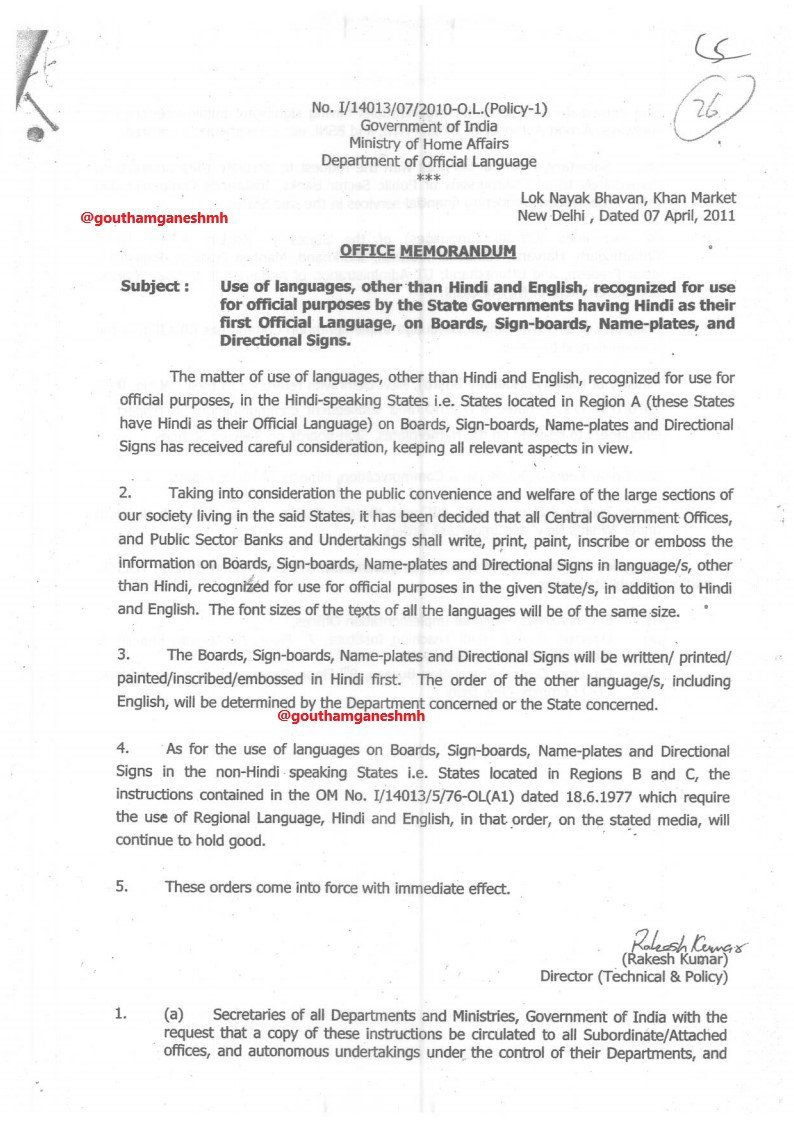 26
No. I/14013/07/2010-O.L.(Policy-1)
Government of India
Ministry of Home Affairs
Department of Official Language
***
Lok Nayak Bhavan, Khan Market
@gouthamganeshmh
New Delhi , Dated 07 April, 2011
OFFICE MEMORANDUM
Subject : Use of languages, other than Hindi and English, recognized for use
for official purposes by the State Governments having Hindi as their
first Official Language, on Boards, Sign-boards, Name-plates, and
Directional Signs.
The matter of use of languages, other than Hindi and English, recognized for use for
official purposes, in the Hindi-speaking States i.e. States located in Region A (these States
have Hindi as their Official Language) on Boards, Sign-boards, Name-plates and Directional
Signs has received careful consideration, keeping all relevant aspects in view.
2. Taking into consideration the public convenience and welfare of the large sections of
our society living in the said States, it has been decided that all Central Government Offices,
and Public Sector Banks and Undertakings shall write, print, paint, inscribe or emboss the
information on Boards, Sign-boards, Name-plates and Directional Signs in language/s, other
than Hindi, recognized for use for official purposes in the given State/s, in addition to Hindi
and English. The font sizes of the texts of all the languages will be of the same size.
3. The Boards, Sign-boards, Name-plates and Directional Signs will be written/ printed/
painted/inscribed/embossed in Hindi first. The order of the other language/s, including
English, will be determined by the Department concerned or the State concerned.
@gouthamganeshmh
4. As for the use of languages on Boards, Sign-boards, Name-plates and Directional
Signs in the non-Hindi speaking States i.e. States located in Regions B and C, the
instructions contained in the OM No. I/14013/5/76-OL(A1) dated 18.6.1977 which require
the use of Regional Language, Hindi and English, in that order, on the stated media, will
continue to hold good.
5. These orders come into force with immediate effect.
Rakesh Kumar
(Rakesh Kumar)
Director (Technical & Policy)
1. (a) Secretaries of all Departments and Ministries, Government of India with the
request that a copy of these instructions be circulated to all Subordinate/Attached
offices, and autonomous undertakings under the control of their Departments, and